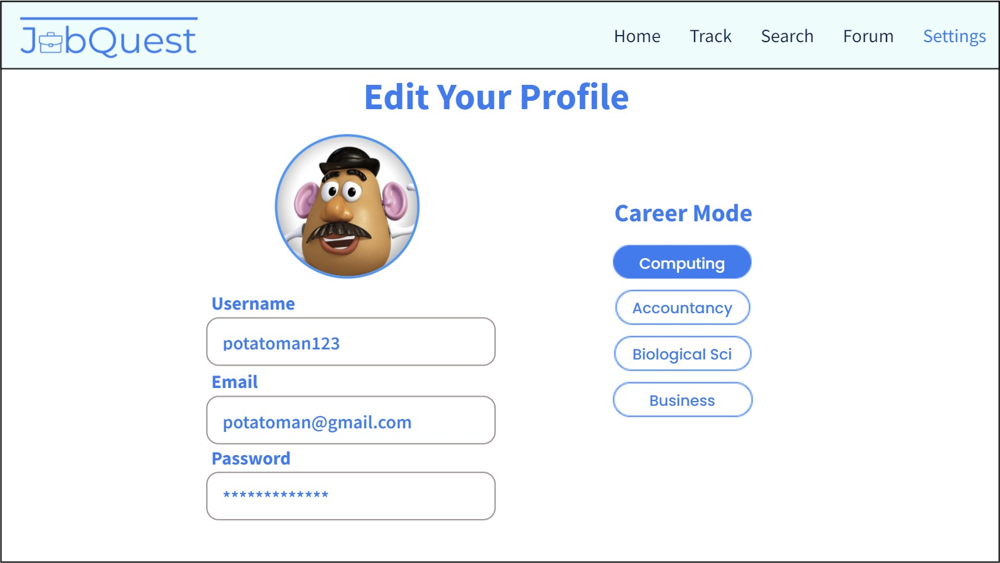 JobQuest
Home Track Search Forum Settings
Edit Your Profile
Username
potatoman123
Email
potatoman@gmail.com
Password
*************
Career Mode
Computing
Accountancy
Biological Sci
Business